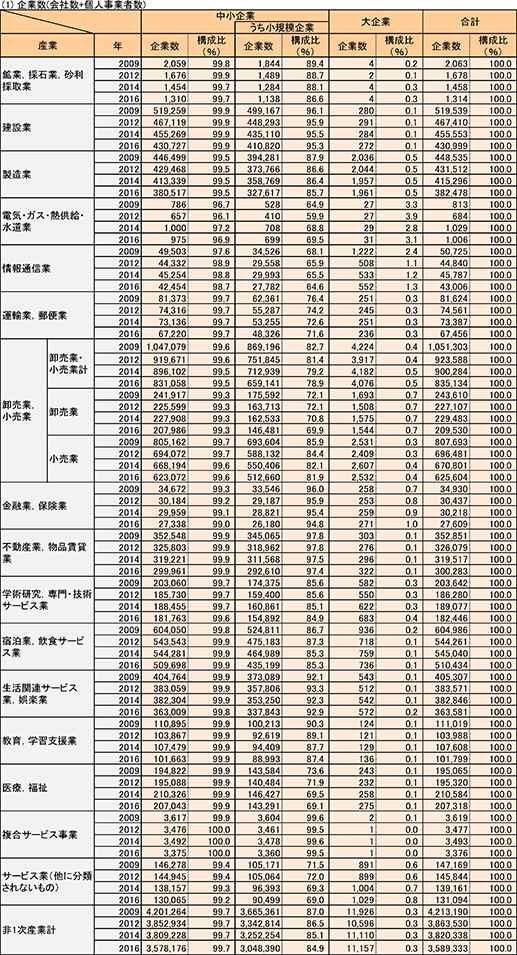 (1) 企業数(会社数+個人事業者数)
中小企業 大企業 合計
うち小規模企業
産業 年 企業数 構成比(%) 企業数 構成比(%) 企業数 構成比(%) 企業数 構成比(%)
鉱業, 採石業, 砂利採取業
2009 2,059 99.8 1,844 89.4 4 0.2 2,063 100.0
2012 1,676 99.9 1,489 88.7 2 0.1 1,678 100.0
2014 1,454 99.7 1,284 88.1 4 0.3 1,458 100.0
2016 1,310 99.7 1,138 86.6 4 0.3 1,314 100.0
建設業
2009 519,259 99.9 499,167 96.1 280 0.1 519,539 100.0
2012 467,119 99.9 448,293 95.9 291 0.1 467,410 100.0
2014 455,269 99.9 435,110 95.5 284 0.1 455,553 100.0
2016 430,727 99.9 410,820 95.3 272 0.1 430,999 100.0
製造業
2009 446,499 99.5 394,281 87.9 2,036 0.5 448,535 100.0
2012 429,468 99.5 373,766 86.6 2,044 0.5 431,512 100.0
2014 413,339 99.5 358,769 86.4 1,957 0.5 415,296 100.0
2016 380,517 99.5 327,617 85.7 1,961 0.5 382,478 100.0
電気・ガス・熱供給・水道業
2009 786 96.7 528 64.9 27 3.3 813 100.0
2012 657 96.1 410 59.9 27 3.9 684 100.0
2014 1,000 97.2 708 68.8 29 2.8 1,029 100.0
2016 975 96.9 699 69.5 31 3.1 1,006 100.0
情報通信業
2009 49,503 97.6 34,526 68.1 1,222 2.4 50,725 100.0
2012 44,332 98.9 29,558 65.9 508 1.1 44,840 100.0
2014 45,254 98.8 29,993 65.5 533 1.2 45,787 100.0
2016 42,454 98.7 27,782 64.6 552 1.3 43,006 100.0
運輸業, 郵便業
2009 81,373 99.7 62,361 76.4 251 0.3 81,624 100.0
2012 74,316 99.7 55,287 74.2 245 0.3 74,561 100.0
2014 73,136 99.7 53,255 72.6 251 0.3 73,387 100.0
2016 67,220 99.7 48,326 71.6 236 0.3 67,456 100.0
卸売業, 小売業
卸売業・小売業計
2009 1,047,079 99.6 869,196 82.7 4,224 0.4 1,051,303 100.0
2012 919,671 99.6 751,845 81.4 3,917 0.4 923,588 100.0
2014 896,102 99.5 712,939 79.2 4,182 0.5 900,284 100.0
2016 831,058 99.5 659,141 78.9 4,076 0.5 835,134 100.0
卸売業
2009 241,917 99.3 175,592 72.1 1,693 0.7 243,610 100.0
2012 225,599 99.3 163,713 72.1 1,508 0.7 227,107 100.0
2014 227,908 99.3 162,533 70.8 1,575 0.7 229,483 100.0
2016 207,986 99.3 146,481 69.9 1,544 0.7 209,530 100.0
小売業
2009 805,162 99.7 693,604 85.9 2,531 0.3 807,693 100.0
2012 694,072 99.7 588,132 84.4 2,409 0.3 696,481 100.0
2014 668,194 99.6 550,406 82.1 2,607 0.4 670,801 100.0
2016 623,072 99.6 512,660 81.9 2,532 0.4 625,604 100.0
金融業, 保険業
2009 34,672 99.3 33,546 96.0 258 0.7 34,930 100.0
2012 30,184 99.2 29,187 95.9 253 0.8 30,437 100.0
2014 29,959 99.1 28,821 95.4 259 0.9 30,218 100.0
2016 27,338 99.0 26,180 94.8 271 1.0 27,609 100.0
不動産業, 物品賃貸業
2009 352,548 99.9 345,065 97.8 303 0.1 352,851 100.0
2012 325,803 99.9 318,962 97.8 276 0.1 326,079 100.0
2014 319,221 99.9 311,568 97.5 296 0.1 319,517 100.0
2016 299,961 99.9 292,610 97.4 322 0.1 300,283 100.0
学術研究, 専門・技術サービス業
2009 203,060 99.7 174,375 85.6 582 0.3 203,642 100.0
2012 185,730 99.7 159,400 85.6 550 0.3 186,280 100.0
2014 188,455 99.7 160,861 85.1 622 0.3 189,077 100.0
2016 181,763 99.6 154,892 84.9 683 0.4 182,446 100.0
宿泊業, 飲食サービス業
2009 604,050 99.8 524,811 86.7 936 0.2 604,986 100.0
2012 543,543 99.9 475,183 87.3 718 0.1 544,261 100.0
2014 544,281 99.9 464,989 85.3 759 0.1 545,040 100.0
2016 509,698 99.9 435,199 85.3 736 0.1 510,434 100.0
生活関連サービス業, 娯楽業
2009 404,764 99.9 373,089 92.1 543 0.1 405,307 100.0
2012 383,059 99.9 357,806 93.3 512 0.1 383,571 100.0
2014 382,304 99.9 353,250 92.3 542 0.1 382,846 100.0
2016 363,009 99.8 337,843 92.9 572 0.2 363,581 100.0
教育, 学習支援業
2009 110,895 99.9 100,213 90.3 124 0.1 111,019 100.0
2012 103,867 99.9 92,619 89.1 121 0.1 103,988 100.0
2014 107,479 99.9 94,409 87.7 129 0.1 107,608 100.0
2016 101,663 99.9 88,993 87.4 136 0.1 101,799 100.0
医療, 福祉
2009 194,822 99.9 143,584 73.6 243 0.1 195,065 100.0
2012 195,088 99.9 140,484 71.9 232 0.1 195,320 100.0
2014 210,326 99.9 146,427 69.5 258 0.1 210,584 100.0
2016 207,043 99.9 143,291 69.1 275 0.1 207,318 100.0
複合サービス事業
2009 3,617 99.9 3,604 99.6 2 0.1 3,619 100.0
2012 3,476 100.0 3,461 99.5 1 0.0 3,477 100.0
2014 3,492 100.0 3,478 99.6 1 0.0 3,493 100.0
2016 3,375 100.0 3,360 99.5 1 0.0 3,376 100.0
サービス業(他に分類されないもの)
2009 146,278 99.4 105,171 71.5 891 0.6 147,169 100.0
2012 144,945 99.4 105,064 72.0 899 0.6 145,844 100.0
2014 138,157 99.3 96,393 69.3 1,004 0.7 139,161 100.0
2016 130,065 99.2 90,499 69.0 1,029 0.8 131,094 100.0
非1次産業計
2009 4,201,264 99.7 3,665,361 87.0 11,926 0.3 4,213,190 100.0
2012 3,852,934 99.7 3,342,814 86.5 10,596 0.3 3,863,530 100.0
2014 3,809,228 99.7 3,252,254 85.1 11,110 0.3 3,820,338 100.0
2016 3,578,176 99.7 3,048,390 84.9 11,157 0.3 3,589,333 100.0